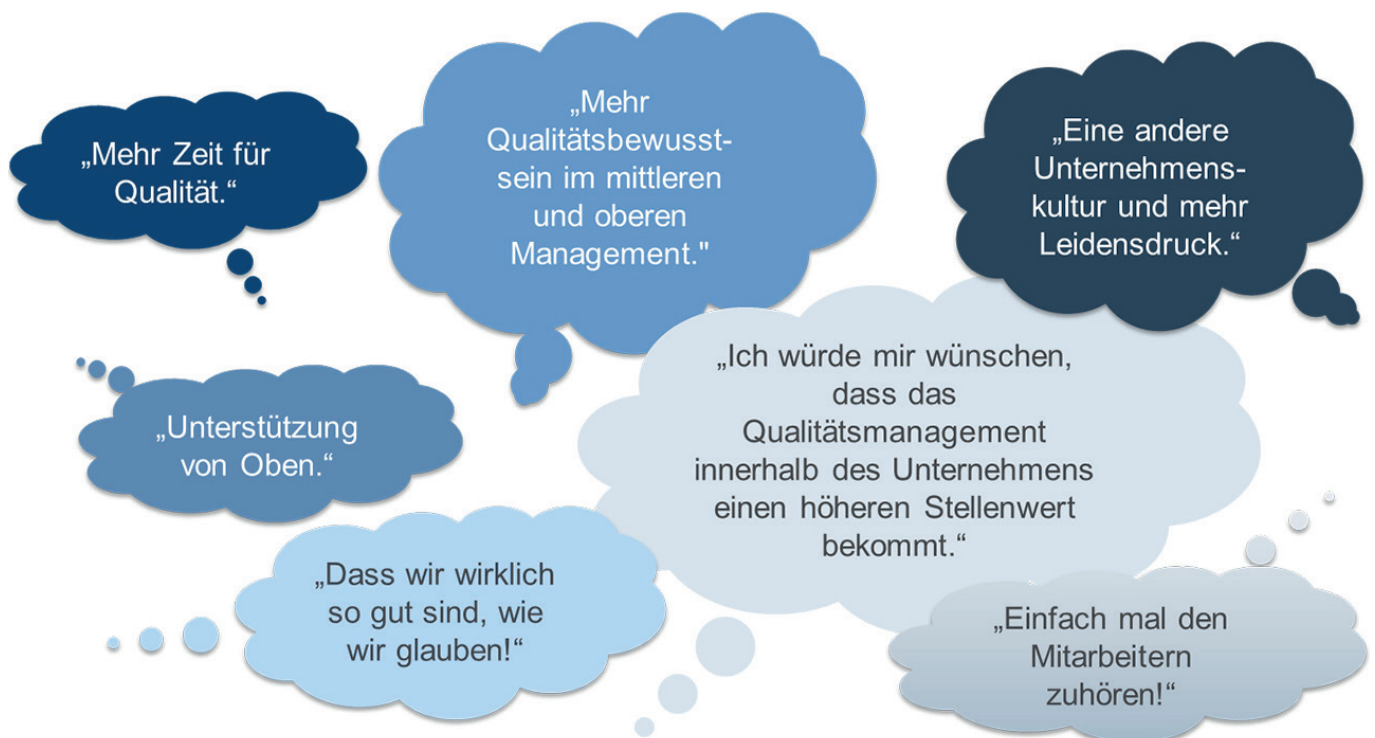 „Mehr Zeit für
Qualität.“
„Mehr
Qualitätsbewusst-
sein im mittleren
und oberen
Management."
„Eine andere
Unternehmens-
kultur und mehr
Leidensdruck.“
„Unterstützung
von Oben.“
„Ich würde mir wünschen,
dass das
Qualitätsmanagement
innerhalb des Unternehmens
einen höheren Stellenwert
bekommt.“
„Dass wir wirklich
so gut sind, wie
wir glauben!“
„Einfach mal den
Mitarbeitern
zuhören!“